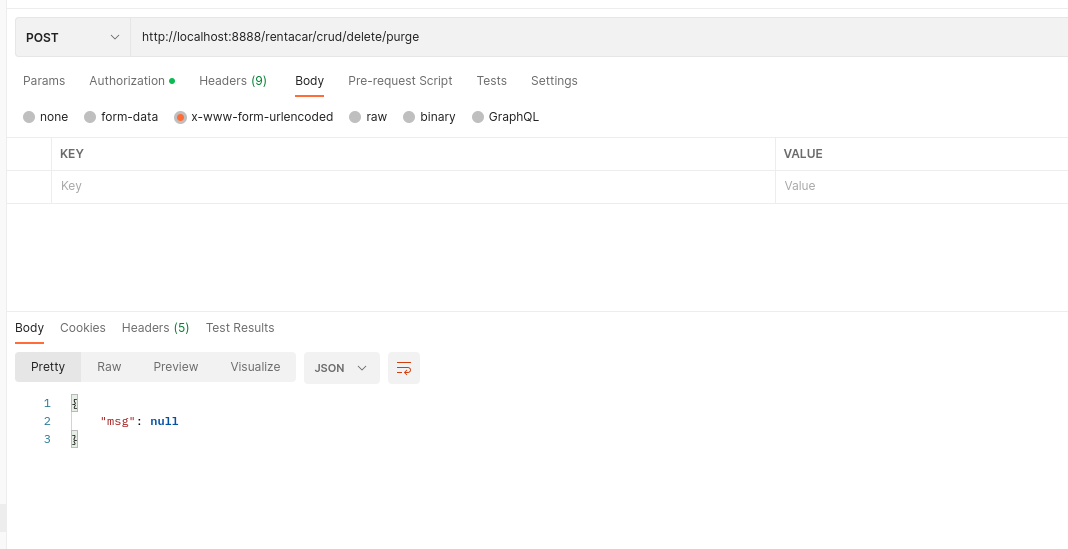 POST http://localhost:8888/rentacar/crud/delete/purge
Params Authorization Headers (9) Body Pre-request Script Tests Settings
none form-data x-www-form-urlencoded raw binary GraphQL
KEY VALUE
Key Value
Body Cookies Headers (5) Test Results
Pretty Raw Preview Visualize JSON
1 {
2 "msg": null
3 }